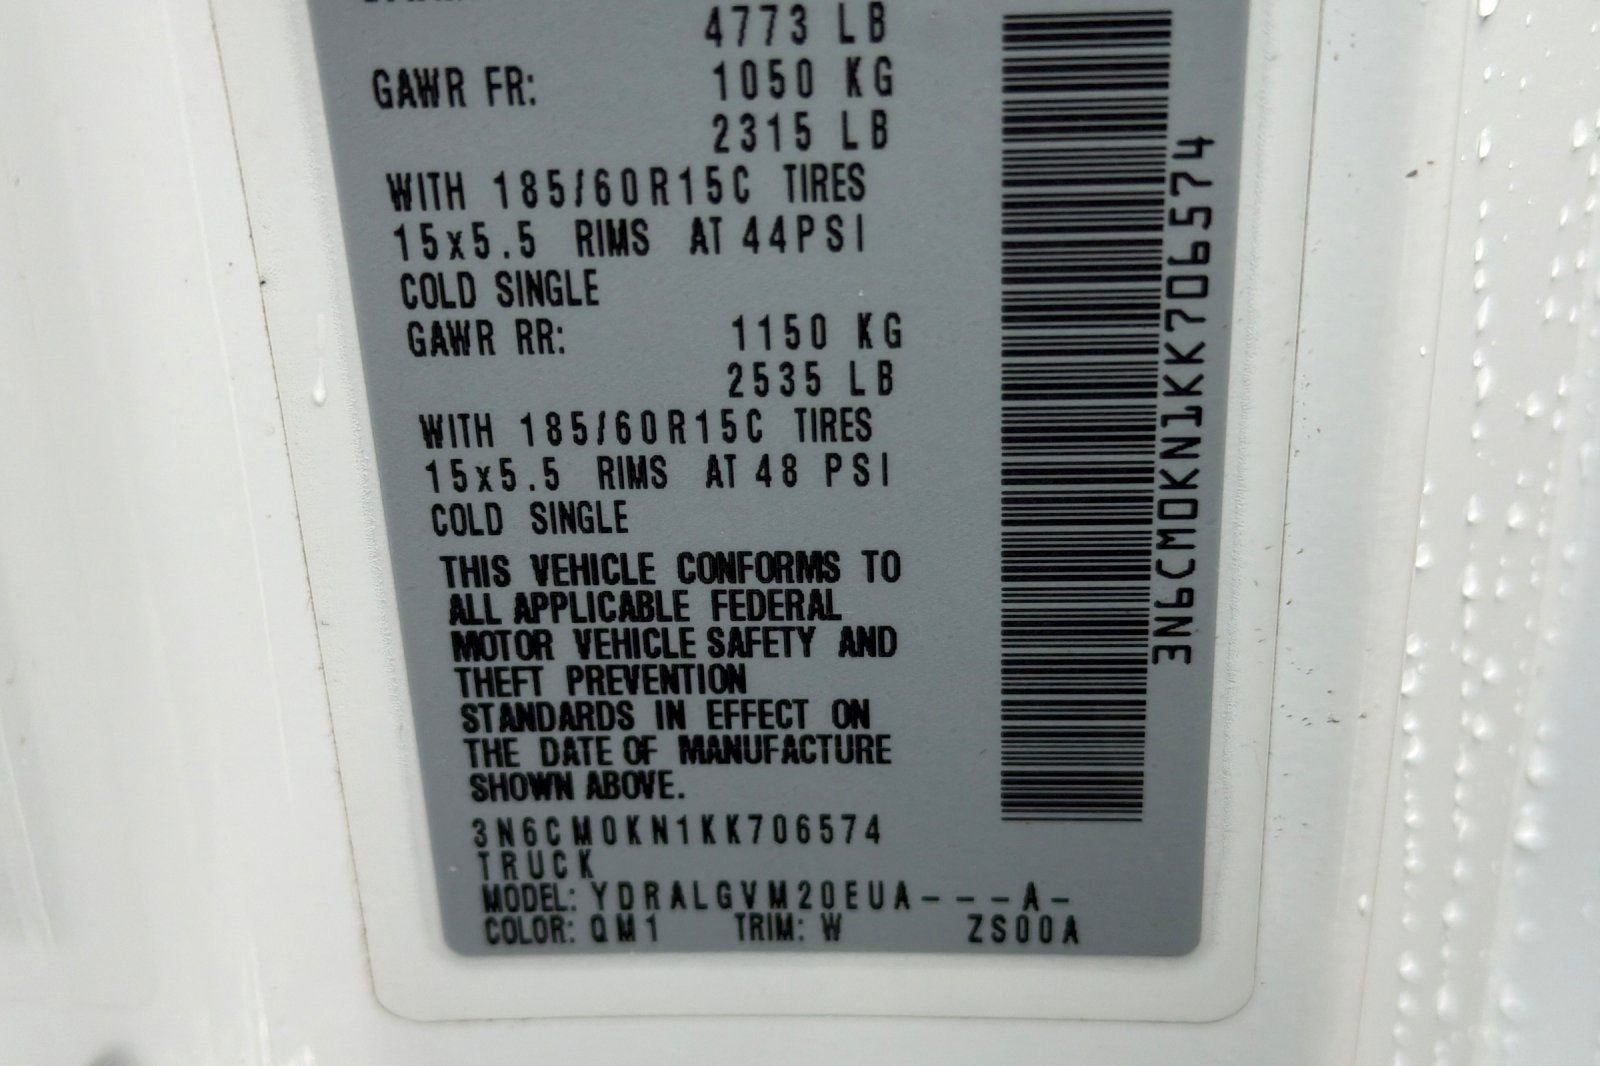 4773 LB
GAWR FR: 1050 KG
2315 LB
WITH 185/60R15C TIRES
15x5.5 RIMS AT 44PSI
COLD SINGLE
GAWR RR: 1150 KG
2535 LB
WITH 185/60R15C TIRES
15x5.5 RIMS AT 48 PSI
COLD SINGLE
THIS VEHICLE CONFORMS TO
ALL APPLICABLE FEDERAL
MOTOR VEHICLE SAFETY AND
THEFT PREVENTION
STANDARDS IN EFFECT ON
THE DATE OF MANUFACTURE
SHOWN ABOVE.
3N6CM0KN1KK706574
TRUCK
MODEL: YDRALGVM20EUA---A-
COLOR: QM1 TRIM: W ZS00A
3N6CM0KN1KK706574